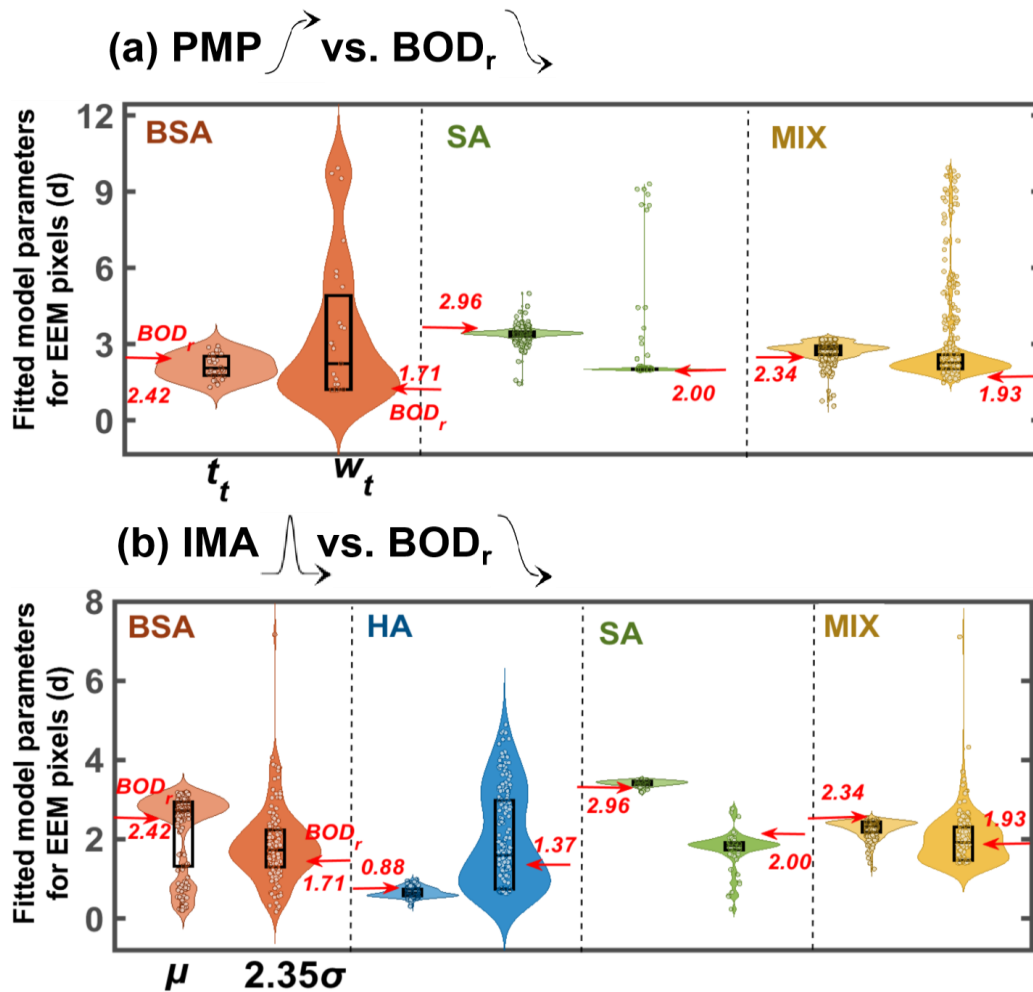 (a) PMP vs. BODr
Fitted model parameters
for EEM pixels (d)
12
9
6
3
0
BSA
SA
MIX
BODr
2.42
1.71
BODr
2.96
2.00
2.34
1.93
tt
wt
(b) IMA vs. BODr
Fitted model parameters
for EEM pixels (d)
8
6
4
2
0
BSA
HA
SA
MIX
BODr
2.42
BODr
1.71
0.88
1.37
2.96
2.00
2.34
1.93
μ
2.35σ